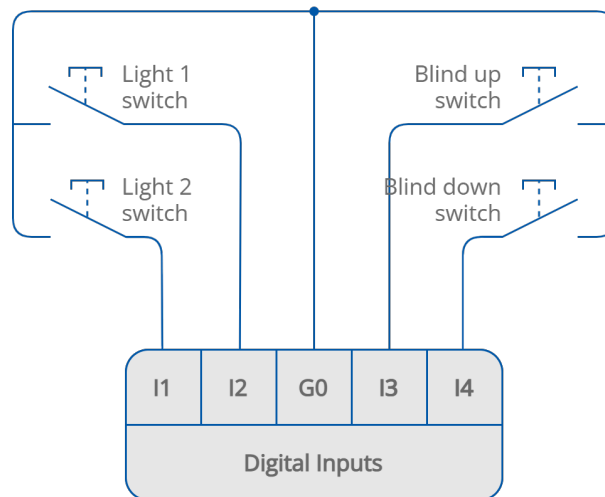 Light 1
switch
Blind up
switch
Light 2
switch
Blind down
switch
I1
I2
G0
I3
I4
Digital Inputs